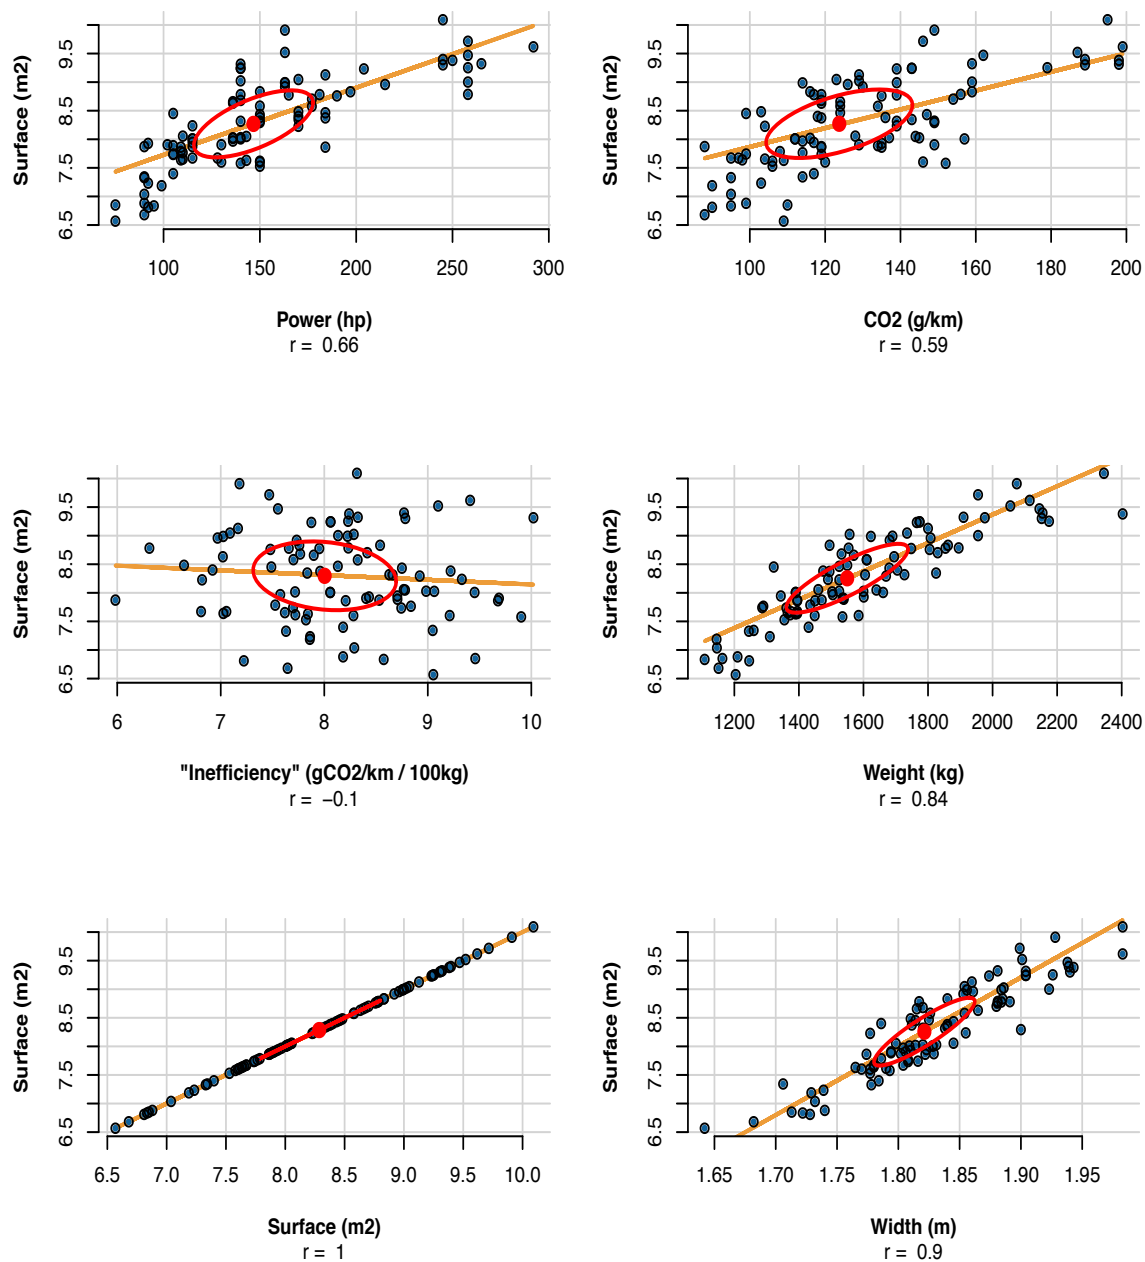 Surface (m2)
6.5 7.5 8.5 9.5
100 150 200 250 300
Power (hp)
r = 0.66
Surface (m2)
6.5 7.5 8.5 9.5
100 120 140 160 180 200
CO2 (g/km)
r = 0.59
Surface (m2)
6.5 7.5 8.5 9.5
6 7 8 9 10
"Inefficiency" (gCO2/km / 100kg)
r = −0.1
Surface (m2)
6.5 7.5 8.5 9.5
1200 1400 1600 1800 2000 2200 2400
Weight (kg)
r = 0.84
Surface (m2)
6.5 7.5 8.5 9.5
6.5 7.0 7.5 8.0 8.5 9.0 9.5 10.0
Surface (m2)
r = 1
Surface (m2)
6.5 7.5 8.5 9.5
1.65 1.70 1.75 1.80 1.85 1.90 1.95
Width (m)
r = 0.9